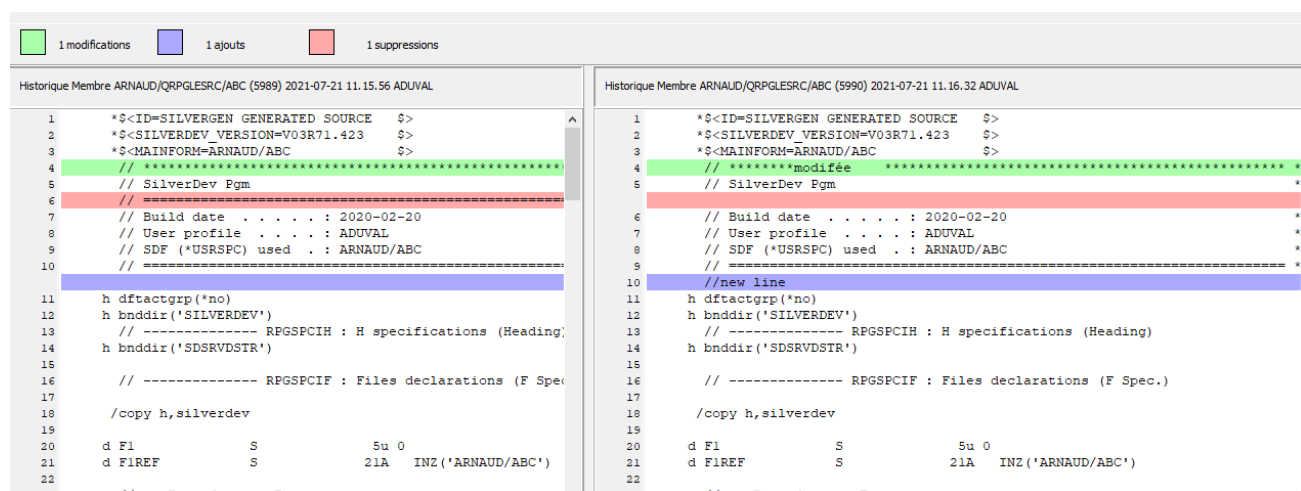 1 modifications 1 ajouts 1 suppressions
Historique Membre ARNAUD/QRPGLESRC/ABC (5989) 2021-07-21 11.15.56 ADUVAL
1 *$<ID=SILVERGEN GENERATED SOURCE $>
2 *$<SILVERDEV_VERSION=V03R71.423 $>
3 *$<MAINFORM=ARNAUD/ABC $>
4 // ****************************************************
5 // SilverDev Pgm
6 // ====================================================
7 // Build date . . . . . : 2020-02-20
8 // User profile . . . . : ADUVAL
9 // SDF (*USRSPC) used . : ARNAUD/ABC
10 // ====================================================
11 h dftactgrp(*no)
12 h bnddir('SILVERDEV')
13 // -------------- RPGSPCIH : H specifications (Heading)
14 h bnddir('SDSRVDSTR')
15
16 // -------------- RPGSPCIF : Files declarations (F Spec
17
18 /copy h,silverdev
19
20 d F1 S 5u 0
21 d F1REF S 21A INZ('ARNAUD/ABC')
22
Historique Membre ARNAUD/QRPGLESRC/ABC (5990) 2021-07-21 11.16.32 ADUVAL
1 *$<ID=SILVERGEN GENERATED SOURCE $>
2 *$<SILVERDEV_VERSION=V03R71.423 $>
3 *$<MAINFORM=ARNAUD/ABC $>
4 // ********modifée ************************************************* *
5 // SilverDev Pgm *
6 // Build date . . . . . : 2020-02-20 *
7 // User profile . . . . : ADUVAL *
8 // SDF (*USRSPC) used . : ARNAUD/ABC *
9 // ==================================================================== *
10 //new line
11 h dftactgrp(*no)
12 h bnddir('SILVERDEV')
13 // -------------- RPGSPCIH : H specifications (Heading)
14 h bnddir('SDSRVDSTR')
15
16 // -------------- RPGSPCIF : Files declarations (F Spec.)
17
18 /copy h,silverdev
19
20 d F1 S 5u 0
21 d F1REF S 21A INZ('ARNAUD/ABC')
22